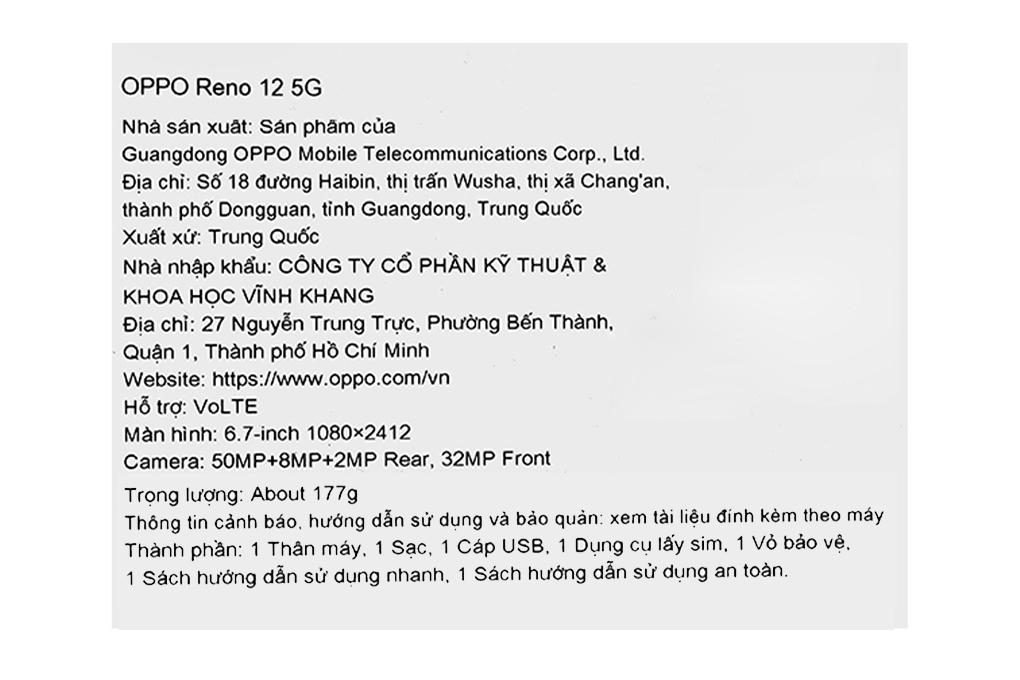 OPPO Reno 12 5G
Nhà sán xuāt: Sán phãm cùa
Guangdong OPPO Mobile Telecommunications Corp., Ltd.
Địa chỉ: Số 18 đường Haibin, thị trấn Wusha, thị xã Chang'an,
thành phố Dongguan, tỉnh Guangdong, Trung Quốc
Xuất xứ: Trung Quốc
Nhà nhập khẩu: CÔNG TY CỔ PHẦN KỸ THUẬT &
KHOA HỌC VĨNH KHANG
Địa chỉ: 27 Nguyễn Trung Trực, Phường Bến Thành,
Quận 1, Thành phố Hồ Chí Minh
Website: https://www.oppo.com/vn
Hỗ trợ: VoLTE
Màn hình: 6.7-inch 1080×2412
Camera: 50MP+8MP+2MP Rear, 32MP Front
Trọng lượng: About 177g
Thông tin cảnh báo, hướng dẫn sử dụng và bảo quản: xem tài liệu đính kèm theo máy
Thành phần: 1 Thân máy, 1 Sạc, 1 Cáp USB, 1 Dụng cụ lấy sim, 1 Vỏ bảo vệ,
1 Sách hướng dẫn sử dụng nhanh, 1 Sách hướng dẫn sử dụng an toàn.